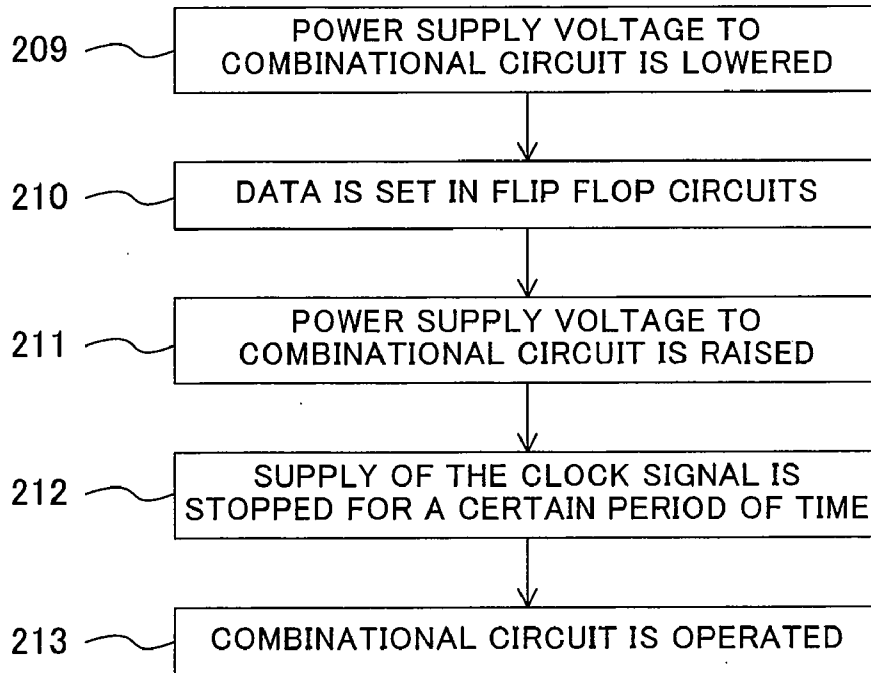 209
POWER SUPPLY VOLTAGE TO
COMBINATIONAL CIRCUIT IS LOWERED
210
DATA IS SET IN FLIP FLOP CIRCUITS
211
POWER SUPPLY VOLTAGE TO
COMBINATIONAL CIRCUIT IS RAISED
212
SUPPLY OF THE CLOCK SIGNAL IS
STOPPED FOR A CERTAIN PERIOD OF TIME
213
COMBINATIONAL CIRCUIT IS OPERATED